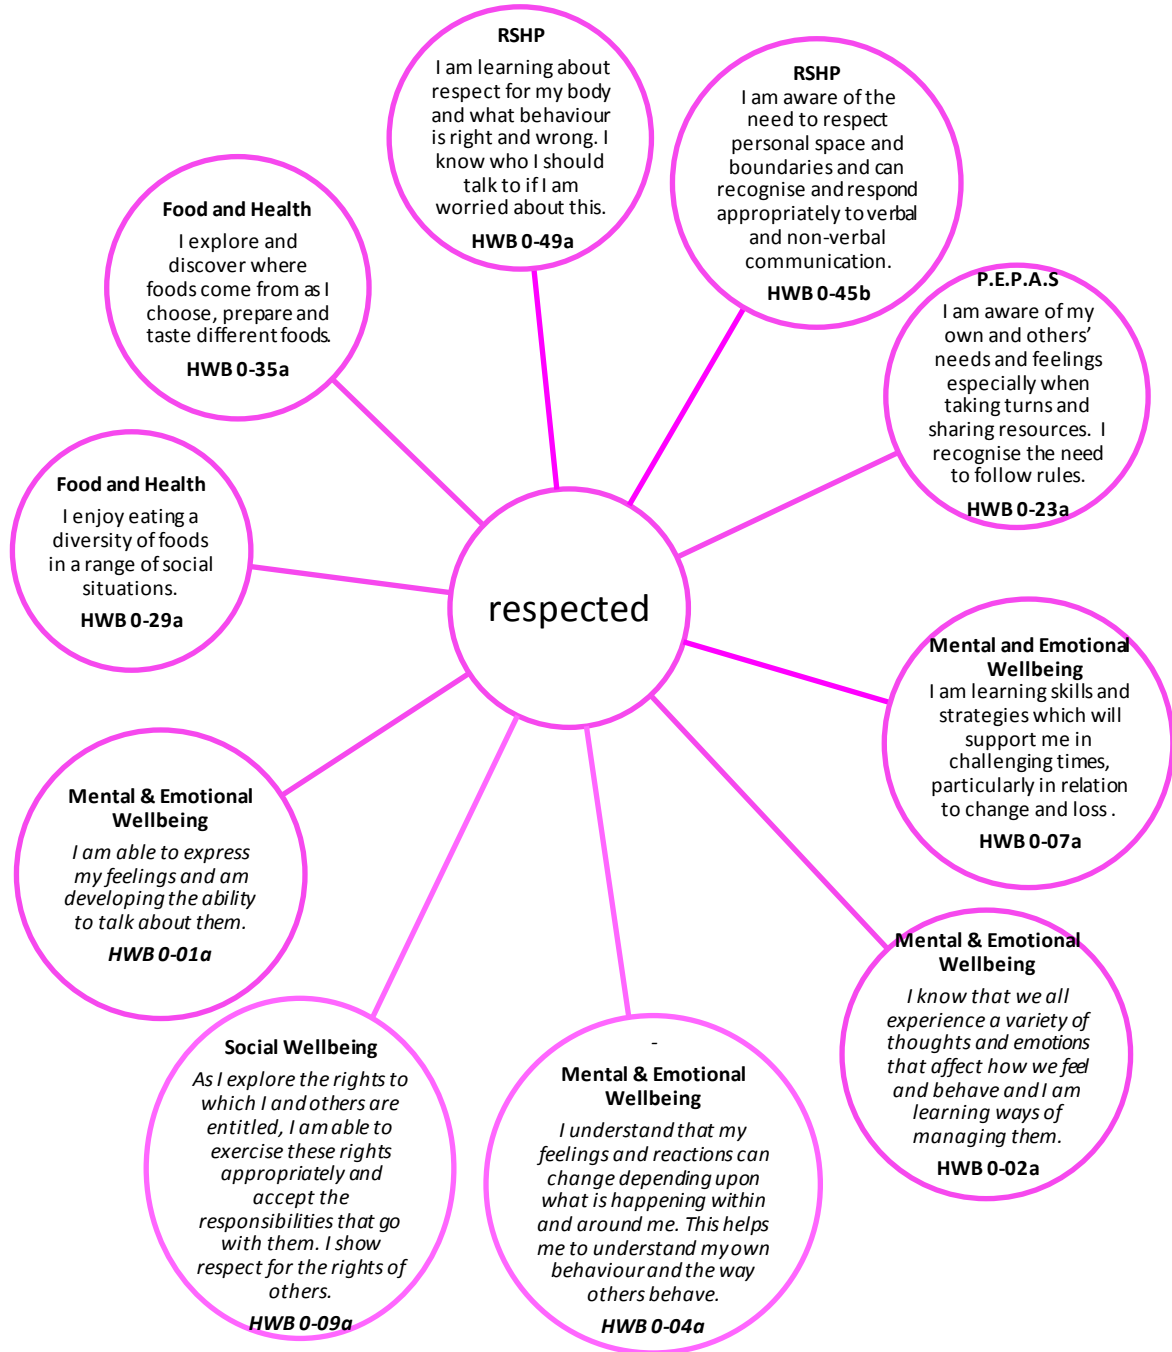 RSHP
I am learning about
respect for my body
and what behaviour
is right and wrong. I
know who I should
talk to if I am
worried about this.
HWB 0-49a
RSHP
I am aware of the
need to respect
personal space and
boundaries and can
recognise and respond
appropriately to verbal
and non-verbal
communication.
HWB 0-45b
P.E.P.A.S
I am aware of my
own and others’
needs and feelings
especially when
taking turns and
sharing resources. I
recognise the need
to follow rules.
HWB 0-23a
Mental and Emotional
Wellbeing
I am learning skills and
strategies which will
support me in
challenging times,
particularly in relation
to change and loss .
HWB 0-07a
Mental & Emotional
Wellbeing
I know that we all
experience a variety of
thoughts and emotions
that affect how we feel
and behave and I am
learning ways of
managing them.
HWB 0-02a
-
Mental & Emotional
Wellbeing
I understand that my
feelings and reactions can
change depending upon
what is happening within
and around me. This helps
me to understand my own
behaviour and the way
others behave.
HWB 0-04a
Social Wellbeing
As I explore the rights to
which I and others are
entitled, I am able to
exercise these rights
appropriately and
accept the
responsibilities that go
with them. I show
respect for the rights of
others.
HWB 0-09a
Mental & Emotional
Wellbeing
I am able to express
my feelings and am
developing the ability
to talk about them.
HWB 0-01a
Food and Health
I enjoy eating a
diversity of foods
in a range of social
situations.
HWB 0-29a
Food and Health
I explore and
discover where
foods come from as I
choose, prepare and
taste different foods.
HWB 0-35a
respected